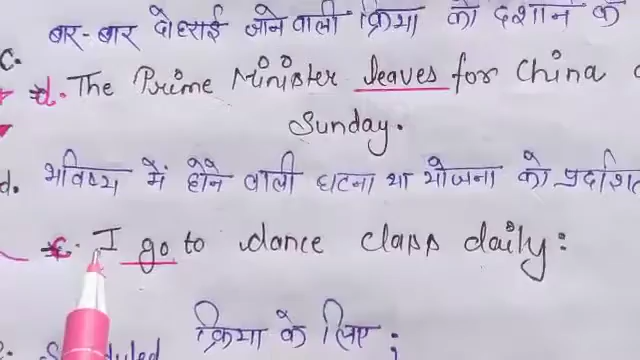 बार-बार दोहराई जाने वाली क्रिया को दर्शाने के
c.
d. The Prime Minister leaves for China
Sunday.
d. भविष्य में होने वाली घटना या योजना को प्रदर्शित
c. I go to dance class daily:
क्रिया के लिए;